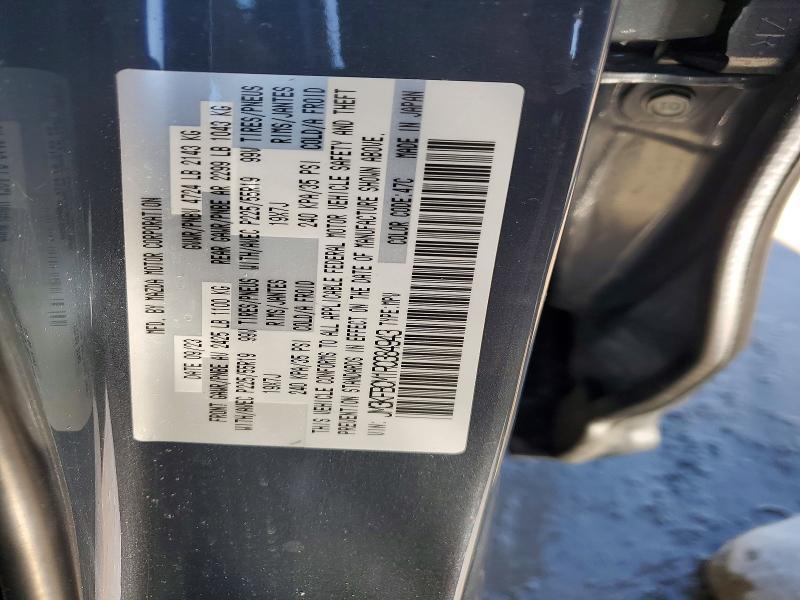 MFD. BY MAZDA MOTOR CORPORATION
DATE 09/23 GVWR/PNBV 4724 LB 2143 KG
FRONT GAWR/PNBE AV 2425 LB 1100 KG REAR GAWR/PNBE AR 2299 LB 1043 KG
WITH/AVEC P225/55R19 99V TIRES/PNEUS WITH/AVEC P225/55R19 99V TIRES/PNEUS
19X7J RIMS/JANTES 19X7J RIMS/JANTES
240 KPA/35 PSI COLD/A FROID 240 KPA/35 PSI COLD/A FROID
THIS VEHICLE CONFORMS TO ALL APPLICABLE FEDERAL MOTOR VEHICLE SAFETY AND THEFT
PREVENTION STANDARDS IN EFFECT ON THE DATE OF MANUFACTURE SHOWN ABOVE.
VIN: TYPE:MPV COLOR CODE:47C MADE IN JAPAN